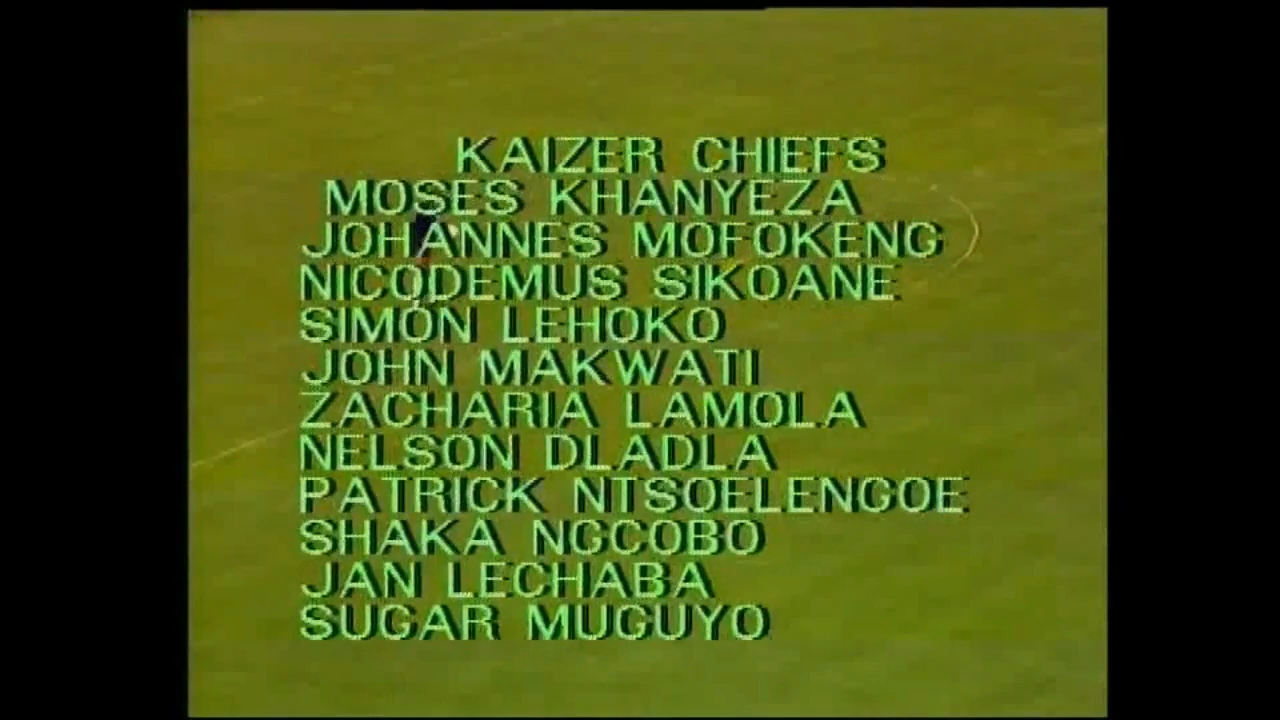 KAIZER CHIEFS
MOSES KHANYEZA
JOHANNES MOFOKENG
NICODEMUS SIKOANE
SIMON LEHOKO
JOHN MAKWATI
ZACHARIA LAMOLA
NELSON DLADLA
PATRICK NTSOELENGOE
SHAKA NGCOBO
JAN LECHABA
SUGAR MUGUYO